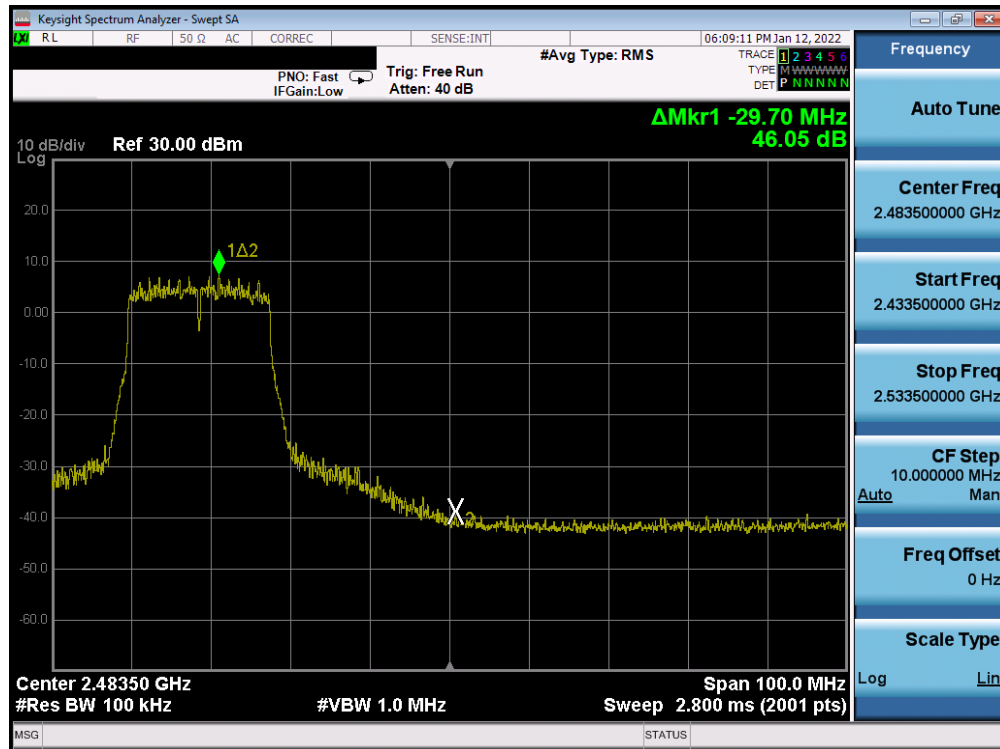 Keysight Spectrum Analyzer - Swept SA
LXI RL RF 50 Ω AC CORREC SENSE:INT 06:09:11 PM Jan 12, 2022
#Avg Type: RMS
TRACE 1 2 3 4 5 6
PNO: Fast Trig: Free Run
TYPE M W W W W W
IFGain:Low Atten: 40 dB
DET P N N N N N
ΔMkr1 -29.70 MHz
46.05 dB
10 dB/div Ref 30.00 dBm
Log
20.0
1Δ2
10.0
0.00
-10.0
-20.0
-30.0
-40.0
X2
-50.0
-60.0
Center 2.48350 GHz Span 100.0 MHz
#Res BW 100 kHz #VBW 1.0 MHz Sweep 2.800 ms (2001 pts)
MSG STATUS
Frequency
Auto Tune
Center Freq
2.483500000 GHz
Start Freq
2.433500000 GHz
Stop Freq
2.533500000 GHz
CF Step
10.000000 MHz
Auto Man
Freq Offset
0 Hz
Scale Type
Log Lin